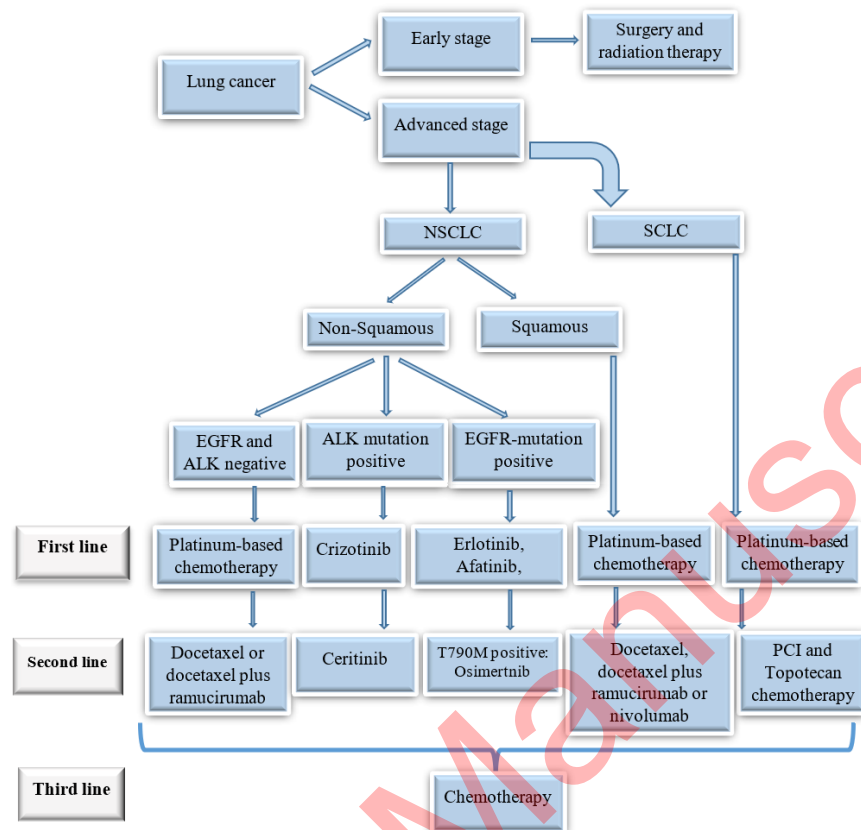 Early stage
Surgery and
radiation therapy
Lung cancer
Advanced stage
NSCLC
SCLC
Non-Squamous
Squamous
EGFR and
ALK negative
ALK mutation
positive
EGFR-mutation
positive
First line
Platinum-based
chemotherapy
Crizotinib
Erlotinib,
Afatinib,
Platinum-based
chemotherapy
Platinum-based
chemotherapy
Second line
Docetaxel or
docetaxel plus
ramucirumab
Ceritinib
T790M positive:
Osimertnib
Docetaxel,
docetaxel plus
ramucirumab or
nivolumab
PCI and
Topotecan
chemotherapy
Third line
Chemotherapy
Manusc